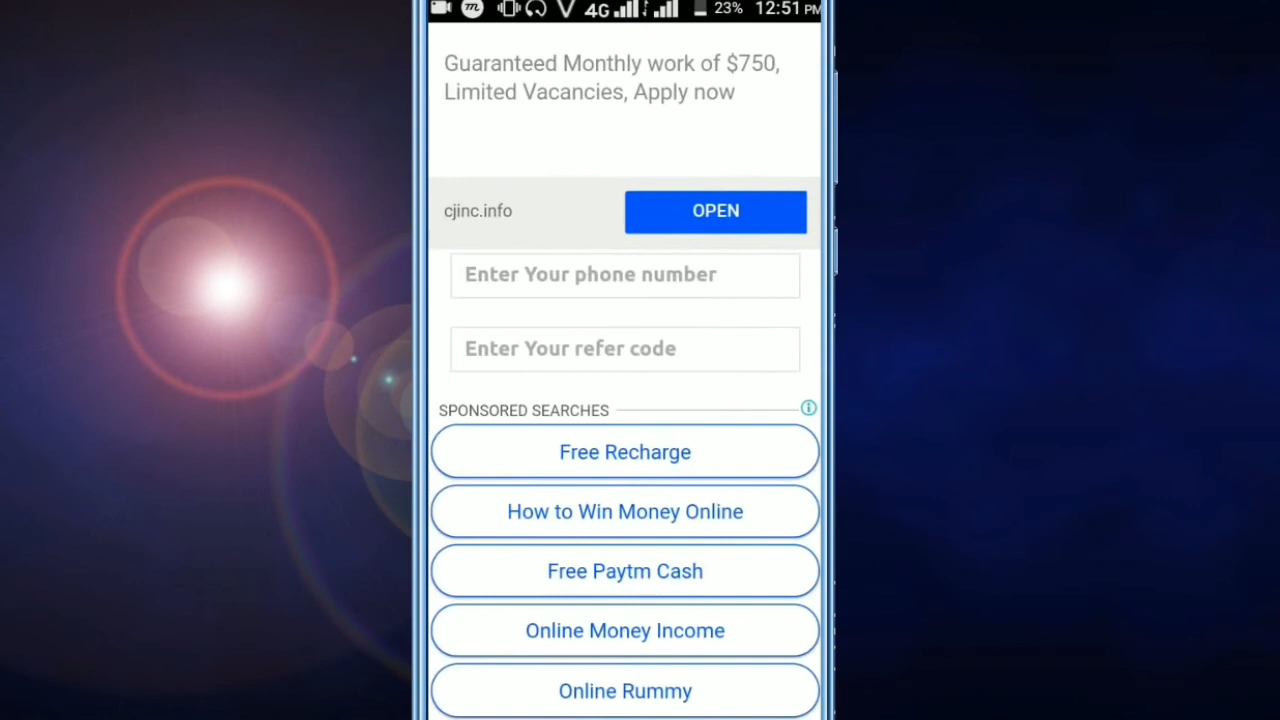 4G 23% 12:51 PM
Guaranteed Monthly work of $750,
Limited Vacancies, Apply now
cjinc.info
OPEN
Enter Your phone number
Enter Your refer code
SPONSORED SEARCHES
Free Recharge
How to Win Money Online
Free Paytm Cash
Online Money Income
Online Rummy